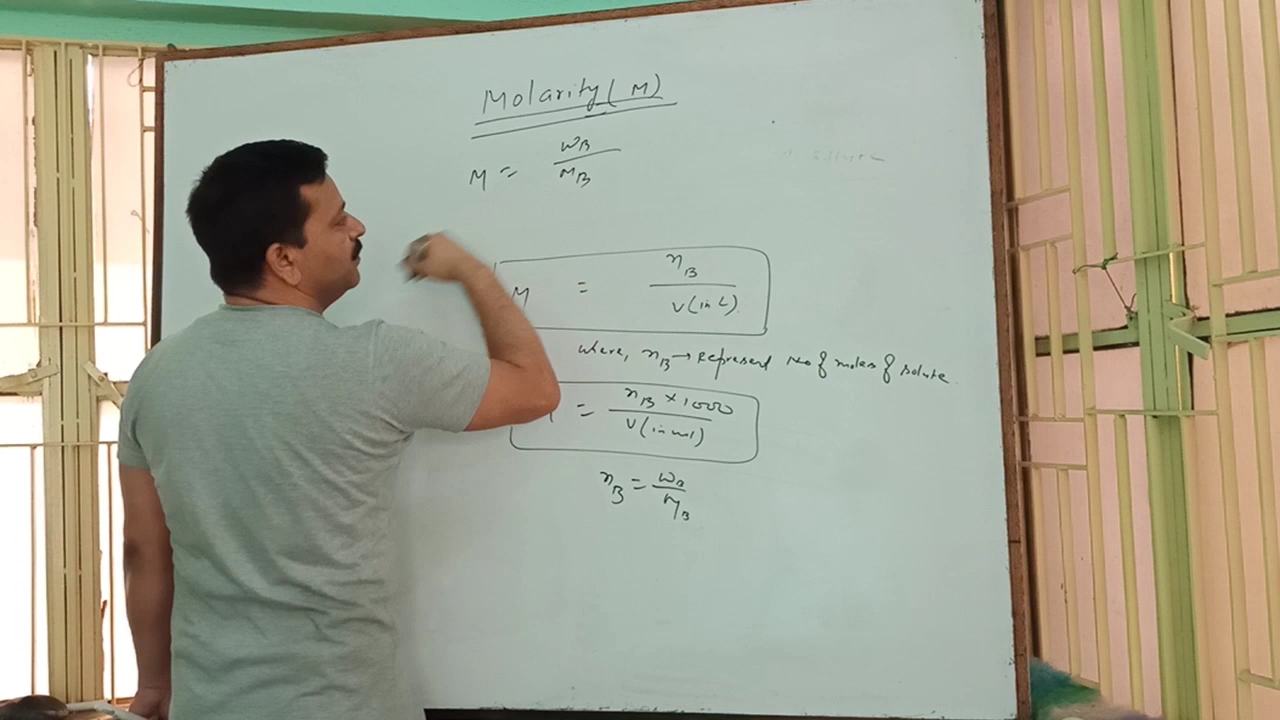 Molarity (M)
M = wB/MB
M = nB/V(in L)
where, nB → represent No of moles of solute
= nB × 1000/V(in ml)
nB = wB/MB